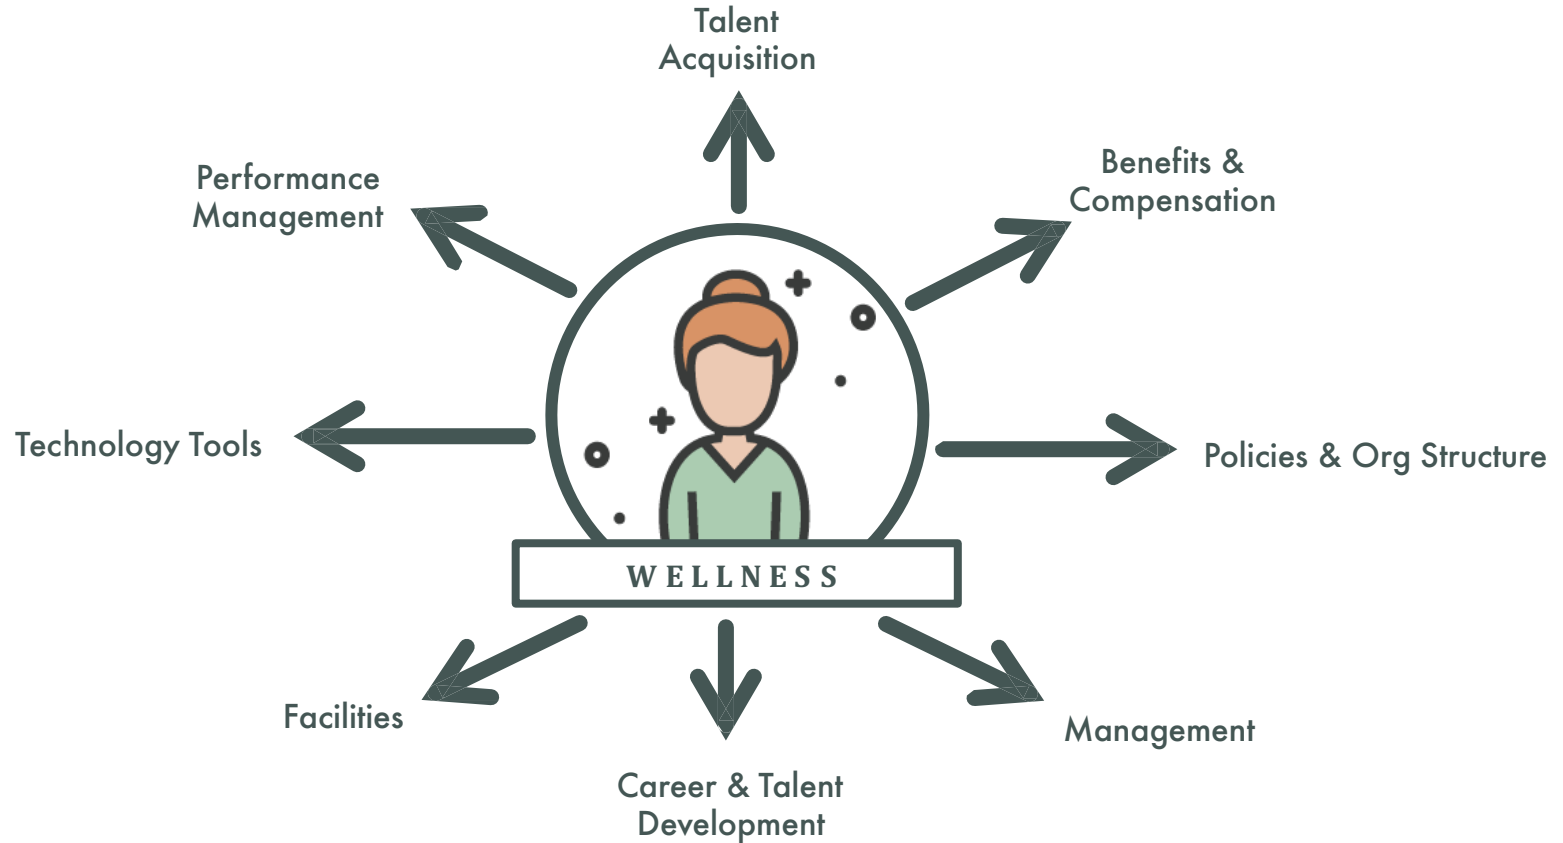 Talent
Acquisition
Benefits &
Compensation
Performance
Management
Technology Tools
Policies & Org Structure
WELLNESS
Facilities
Management
Career & Talent
Development